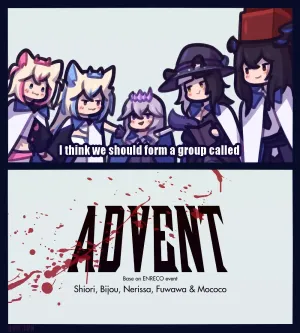 I think we should form a group called
ADVENT
Base on ENRECO event
Shiori, Bijou, Nerissa, Fuwawa & Mococo